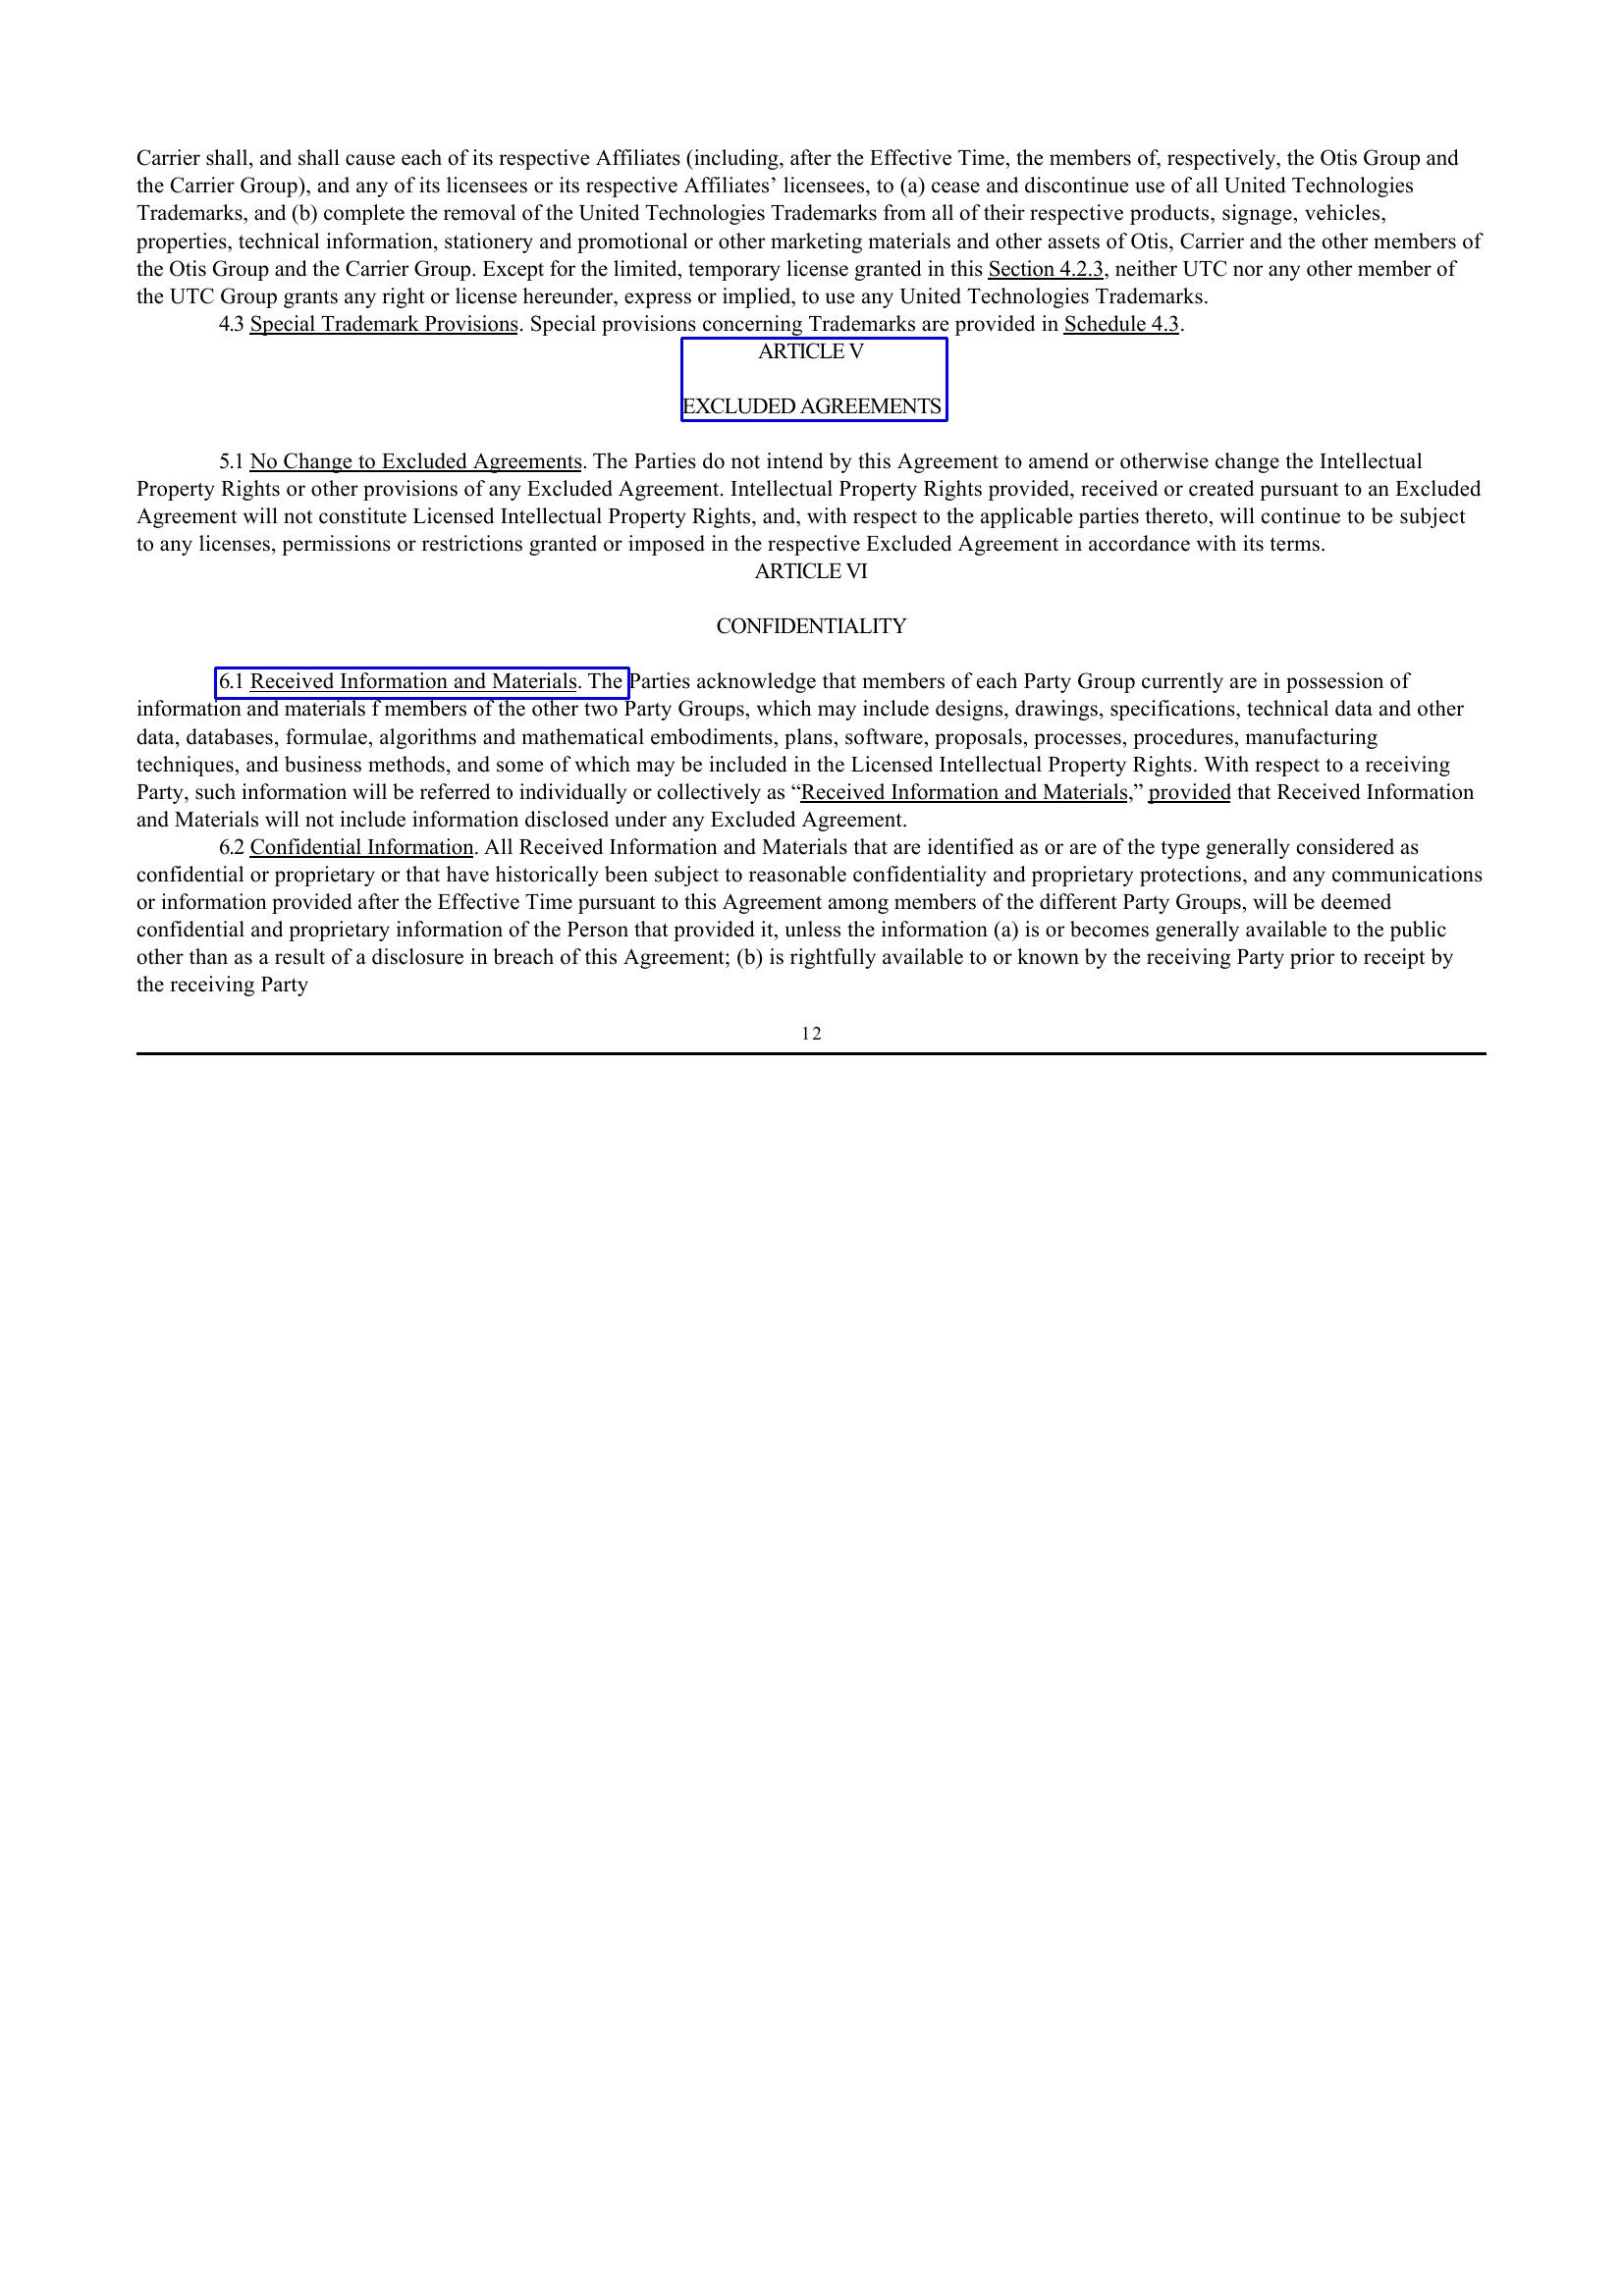 Carrier shall, and shall cause each of its respective Affiliates (including, after the Effective Time, the members of, respectively, the Otis Group and
the Carrier Group), and any of its licensees or its respective Affiliates’ licensees, to (a) cease and discontinue use of all United Technologies
Trademarks, and (b) complete the removal of the United Technologies Trademarks from all of their respective products, signage, vehicles,
properties, technical information, stationery and promotional or other marketing materials and other assets of Otis, Carrier and the other members of
the Otis Group and the Carrier Group. Except for the limited, temporary license granted in this Section 4.2.3, neither UTC nor any other member of
the UTC Group grants any right or license hereunder, express or implied, to use any United Technologies Trademarks.
4.3 Special Trademark Provisions. Special provisions concerning Trademarks are provided in Schedule 4.3.
ARTICLE V
EXCLUDED AGREEMENTS
5.1 No Change to Excluded Agreements. The Parties do not intend by this Agreement to amend or otherwise change the Intellectual
Property Rights or other provisions of any Excluded Agreement. Intellectual Property Rights provided, received or created pursuant to an Excluded
Agreement will not constitute Licensed Intellectual Property Rights, and, with respect to the applicable parties thereto, will continue to be subject
to any licenses, permissions or restrictions granted or imposed in the respective Excluded Agreement in accordance with its terms.
ARTICLE VI
CONFIDENTIALITY
6.1 Received Information and Materials. The Parties acknowledge that members of each Party Group currently are in possession of
information and materials f members of the other two Party Groups, which may include designs, drawings, specifications, technical data and other
data, databases, formulae, algorithms and mathematical embodiments, plans, software, proposals, processes, procedures, manufacturing
techniques, and business methods, and some of which may be included in the Licensed Intellectual Property Rights. With respect to a receiving
Party, such information will be referred to individually or collectively as “Received Information and Materials,” provided that Received Information
and Materials will not include information disclosed under any Excluded Agreement.
6.2 Confidential Information. All Received Information and Materials that are identified as or are of the type generally considered as
confidential or proprietary or that have historically been subject to reasonable confidentiality and proprietary protections, and any communications
or information provided after the Effective Time pursuant to this Agreement among members of the different Party Groups, will be deemed
confidential and proprietary information of the Person that provided it, unless the information (a) is or becomes generally available to the public
other than as a result of a disclosure in breach of this Agreement; (b) is rightfully available to or known by the receiving Party prior to receipt by
the receiving Party
12